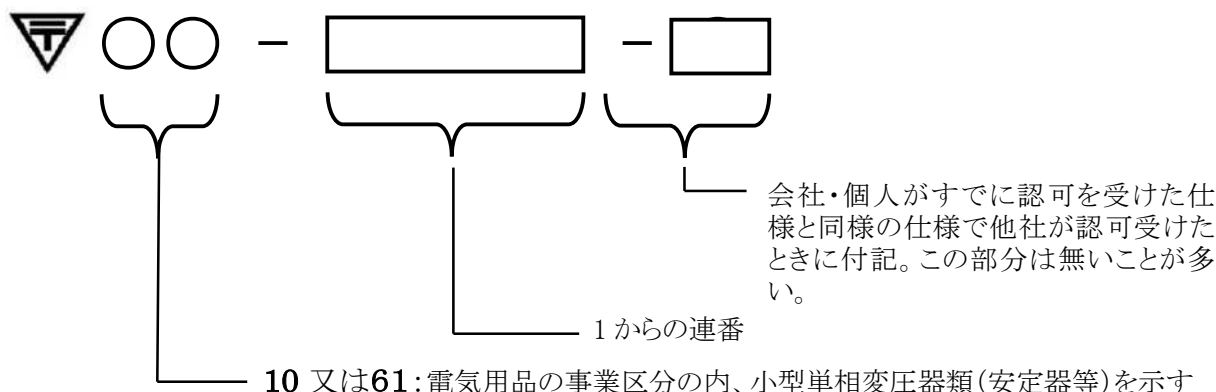 ○○ － －
会社・個人がすでに認可を受けた仕
様と同様の仕様で他社が認可受けた
ときに付記。この部分は無いことが多
い。
1からの連番
10 又は61：電気用品の事業区分の内、小型単相変圧器類（安定器等）を示す